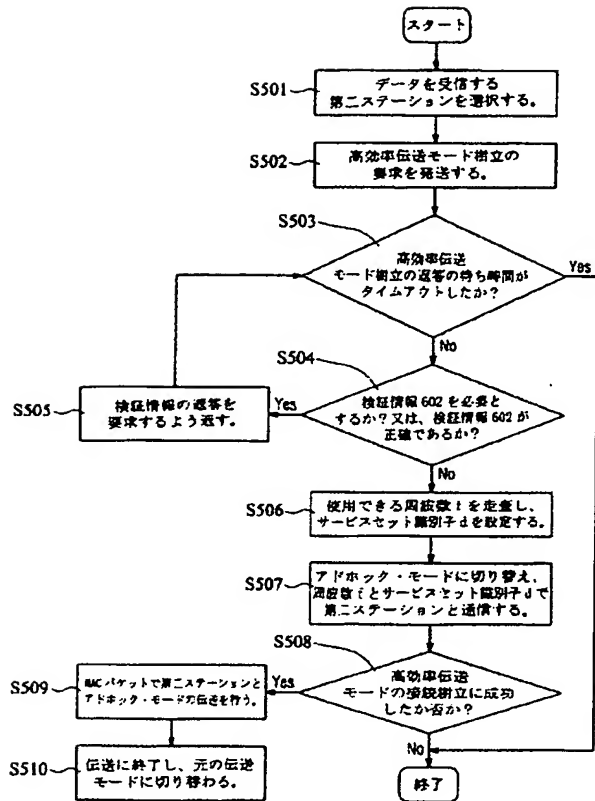 スタート
S501
データを受信する
第二ステーションを選択する。
S502
高効率伝送モード樹立の
要求を発送する。
S503
高効率伝送
モード樹立の返答の待ち時間が
タイムアウトしたか?
Yes
No
S504
検証情報602を必要と
するか?又は、検証情報602が
正確であるか?
Yes
S505
検証情報の返答を
要求するよう返す。
No
S506
使用できる周波数fを走査し、
サービスセット識別子dを設定する。
S507
アドホック・モードに切り替え、
周波数fとサービスセット識別子dで
第二ステーションと通信する。
S508
高効率伝送
モードの接続樹立に成功
したか否か?
Yes
S509
MACパケットで第二ステーションと
アドホック・モードの伝送を行う。
No
S510
伝送に終了し、元の伝送
モードに切り替わる。
終了